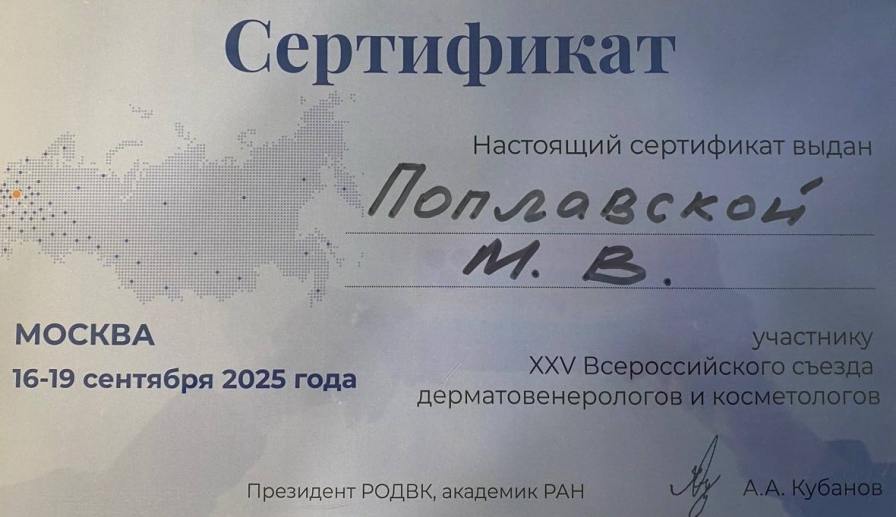 Сертификат
Настоящий сертификат выдан
Поплавской
М. В.
МОСКВА
16-19 сентября 2025 года
участнику
XXV Всероссийского съезда
дерматовенерологов и косметологов
Президент РОДВК, академик РАН
А.А. Кубанов